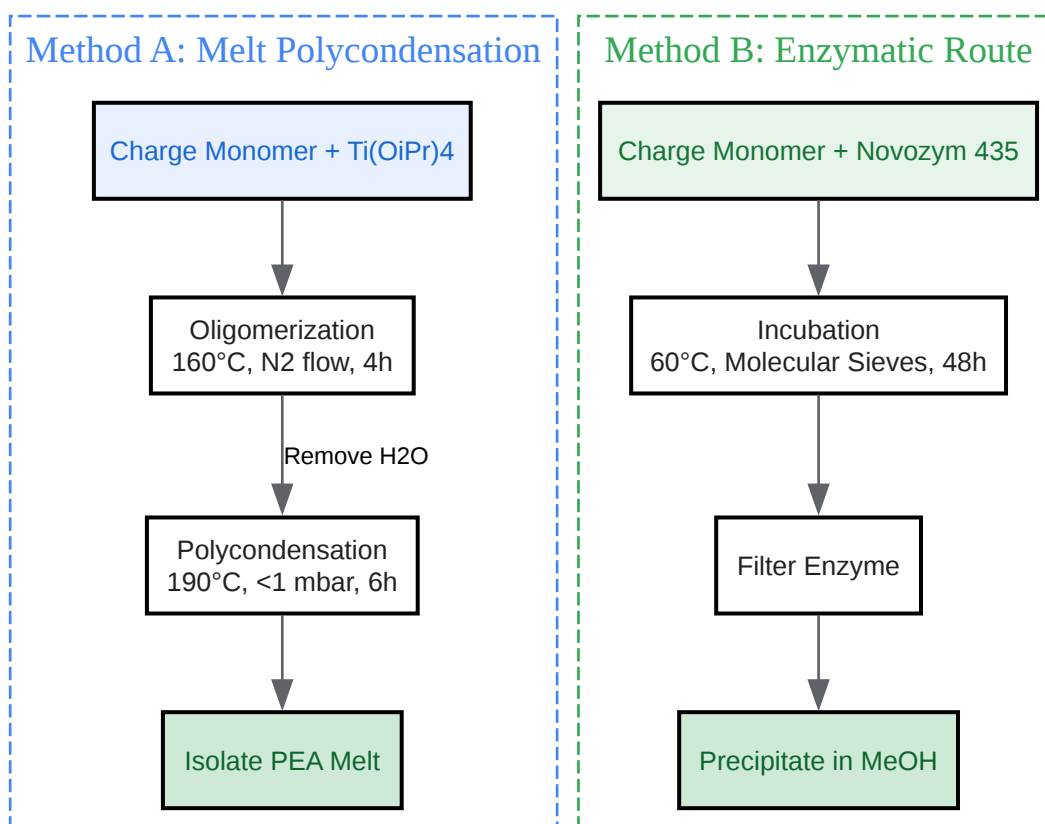 Method A: Melt Polycondensation
Charge Monomer + Ti(OiPr)4
Oligomerization
160°C, N2 flow, 4h
Remove H2O
Polycondensation
190°C, <1 mbar, 6h
Isolate PEA Melt
Method B: Enzymatic Route
Charge Monomer + Novozym 435
Incubation
60°C, Molecular Sieves, 48h
Filter Enzyme
Precipitate in MeOH